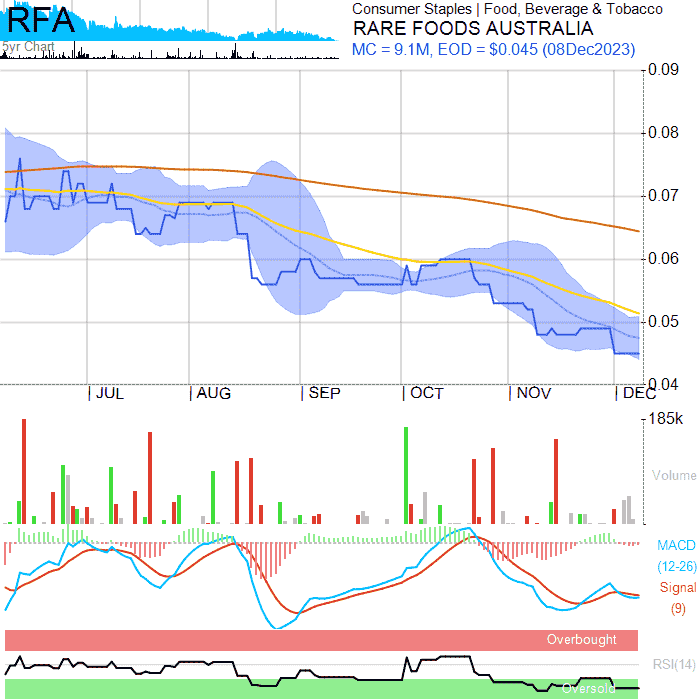 RFA
5yr Chart
Consumer Staples | Food, Beverage & Tobacco
RARE FOODS AUSTRALIA
MC = 9.1M, EOD = $0.045 (08Dec2023)
0.09
0.08
0.07
0.06
0.05
0.04
JUL AUG SEP OCT NOV DEC
185k
Volume
MACD
(12-26)
Signal
(9)
Overbought
RSI(14)
Oversold